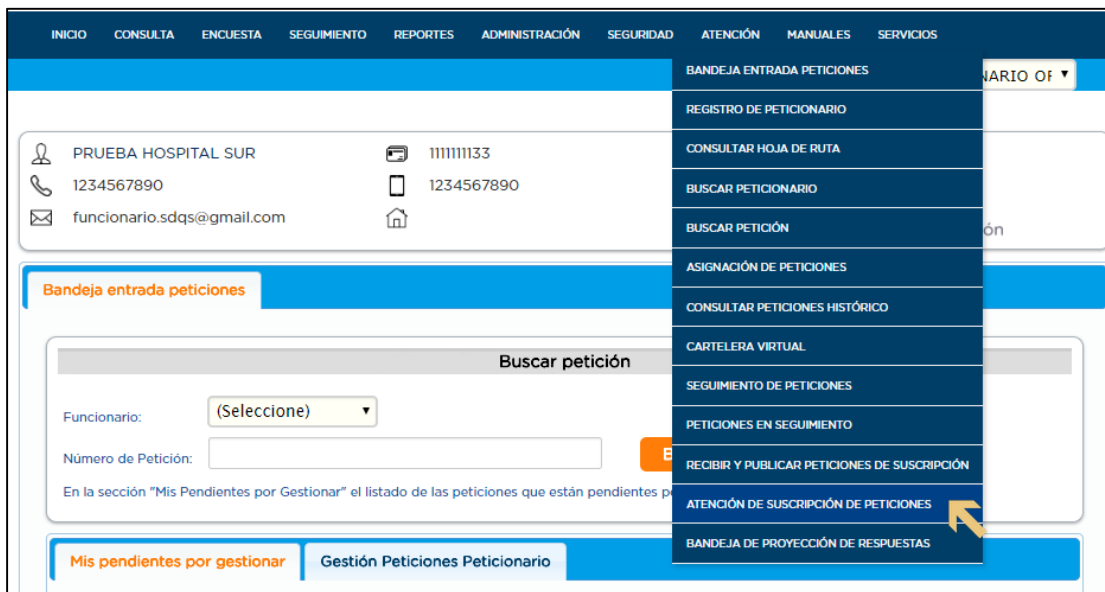 INICIO CONSULTA ENCUESTA SEGUIMIENTO REPORTES ADMINISTRACIÓN SEGURIDAD ATENCIÓN MANUALES SERVICIOS
BANDEJA ENTRADA PETICIONES
REGISTRO DE PETICIONARIO
CONSULTAR HOJA DE RUTA
BUSCAR PETICIONARIO
BUSCAR PETICIÓN
ASIGNACIÓN DE PETICIONES
CONSULTAR PETICIONES HISTÓRICO
CARTELERA VIRTUAL
SEGUIMIENTO DE PETICIONES
PETICIONES EN SEGUIMIENTO
RECIBIR Y PUBLICAR PETICIONES DE SUSCRIPCIÓN
ATENCIÓN DE SUSCRIPCIÓN DE PETICIONES
BANDEJA DE PROYECCIÓN DE RESPUESTAS
PRUEBA HOSPITAL SUR 1111111133
1234567890 1234567890
funcionario.sdqs@gmail.com
Bandeja entrada peticiones
Buscar petición
Funcionario: (Seleccione)
Número de Petición:
En la sección "Mis Pendientes por Gestionar" el listado de las peticiones que están pendientes
Mis pendientes por gestionar Gestión Peticiones Peticionario